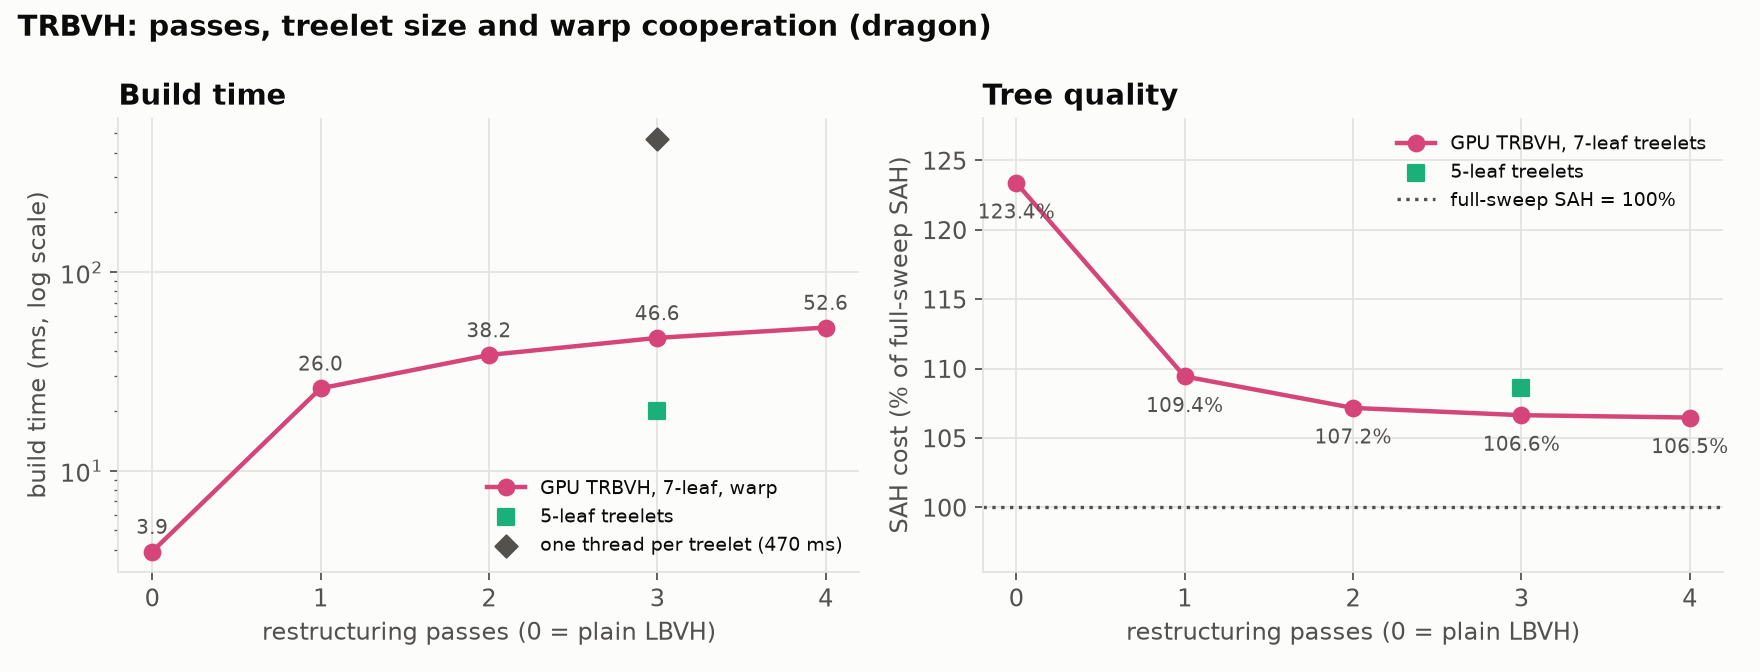 TRBVH: passes, treelet size and warp cooperation (dragon)
Build time
build time (ms, log scale)
10²
10¹
3.9
26.0
38.2
46.6
52.6
GPU TRBVH, 7-leaf, warp
5-leaf treelets
one thread per treelet (470 ms)
0 1 2 3 4
restructuring passes (0 = plain LBVH)
Tree quality
SAH cost (% of full-sweep SAH)
125
120
115
110
105
100
123.4%
109.4%
107.2%
106.6%
106.5%
GPU TRBVH, 7-leaf treelets
5-leaf treelets
full-sweep SAH = 100%
0 1 2 3 4
restructuring passes (0 = plain LBVH)